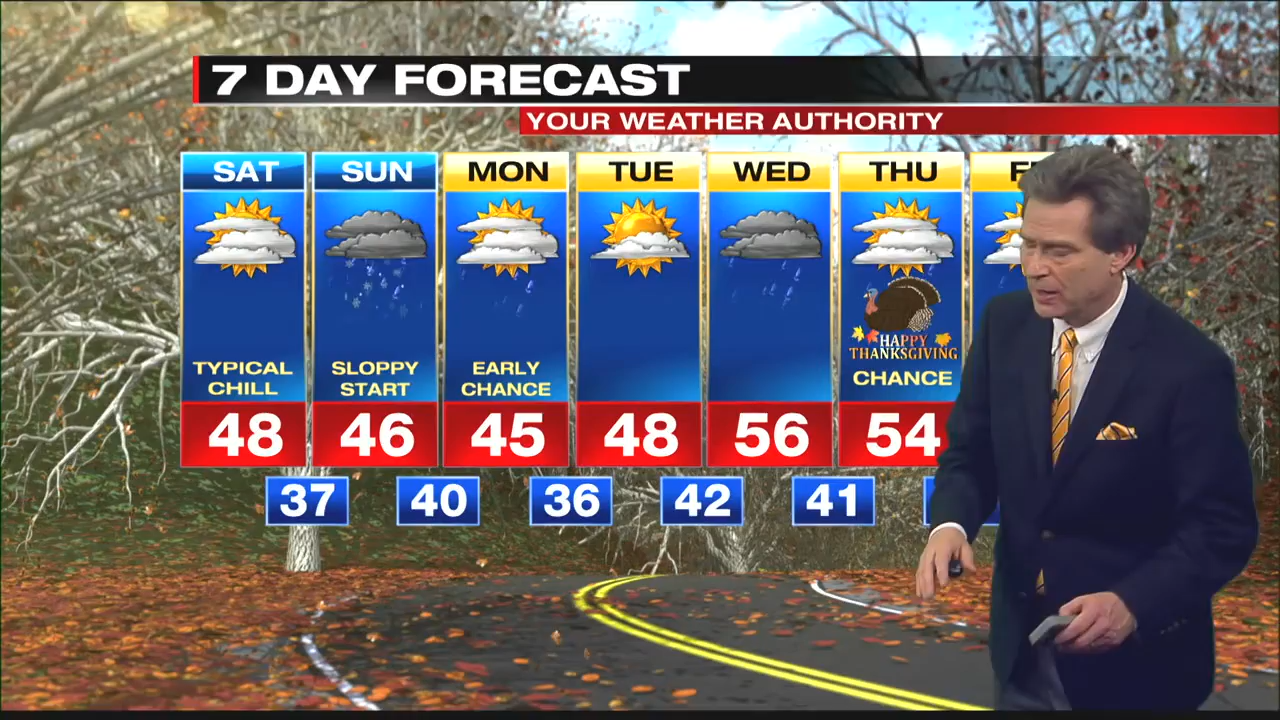 7 DAY FORECAST
YOUR WEATHER AUTHORITY
SAT SUN MON TUE WED THU
HAPPY
THANKSGIVING
TYPICAL CHILL
SLOPPY START
EARLY CHANCE
CHANCE
48 46 45 48 56 54
37 40 36 42 41